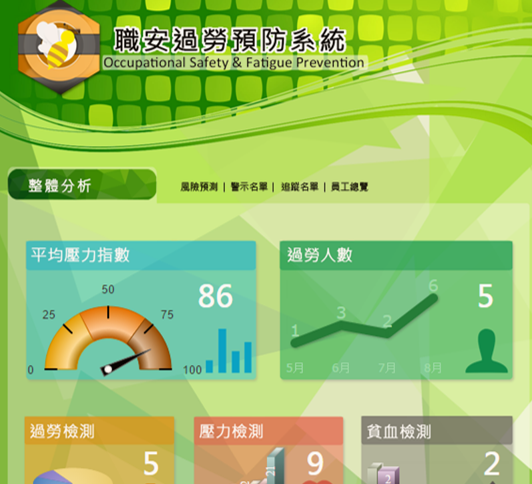 職安過勞預防系統
Occupational Safety & Fatigue Prevention
整體分析
風險預測 | 警示名單 | 追蹤名單 | 員工總覽
平均壓力指數
86
0
25
50
75
100
過勞人數
5
1
3
2
6
5月 6月 7月 8月
過勞檢測
5
壓力檢測
9
21
貧血檢測
2
2